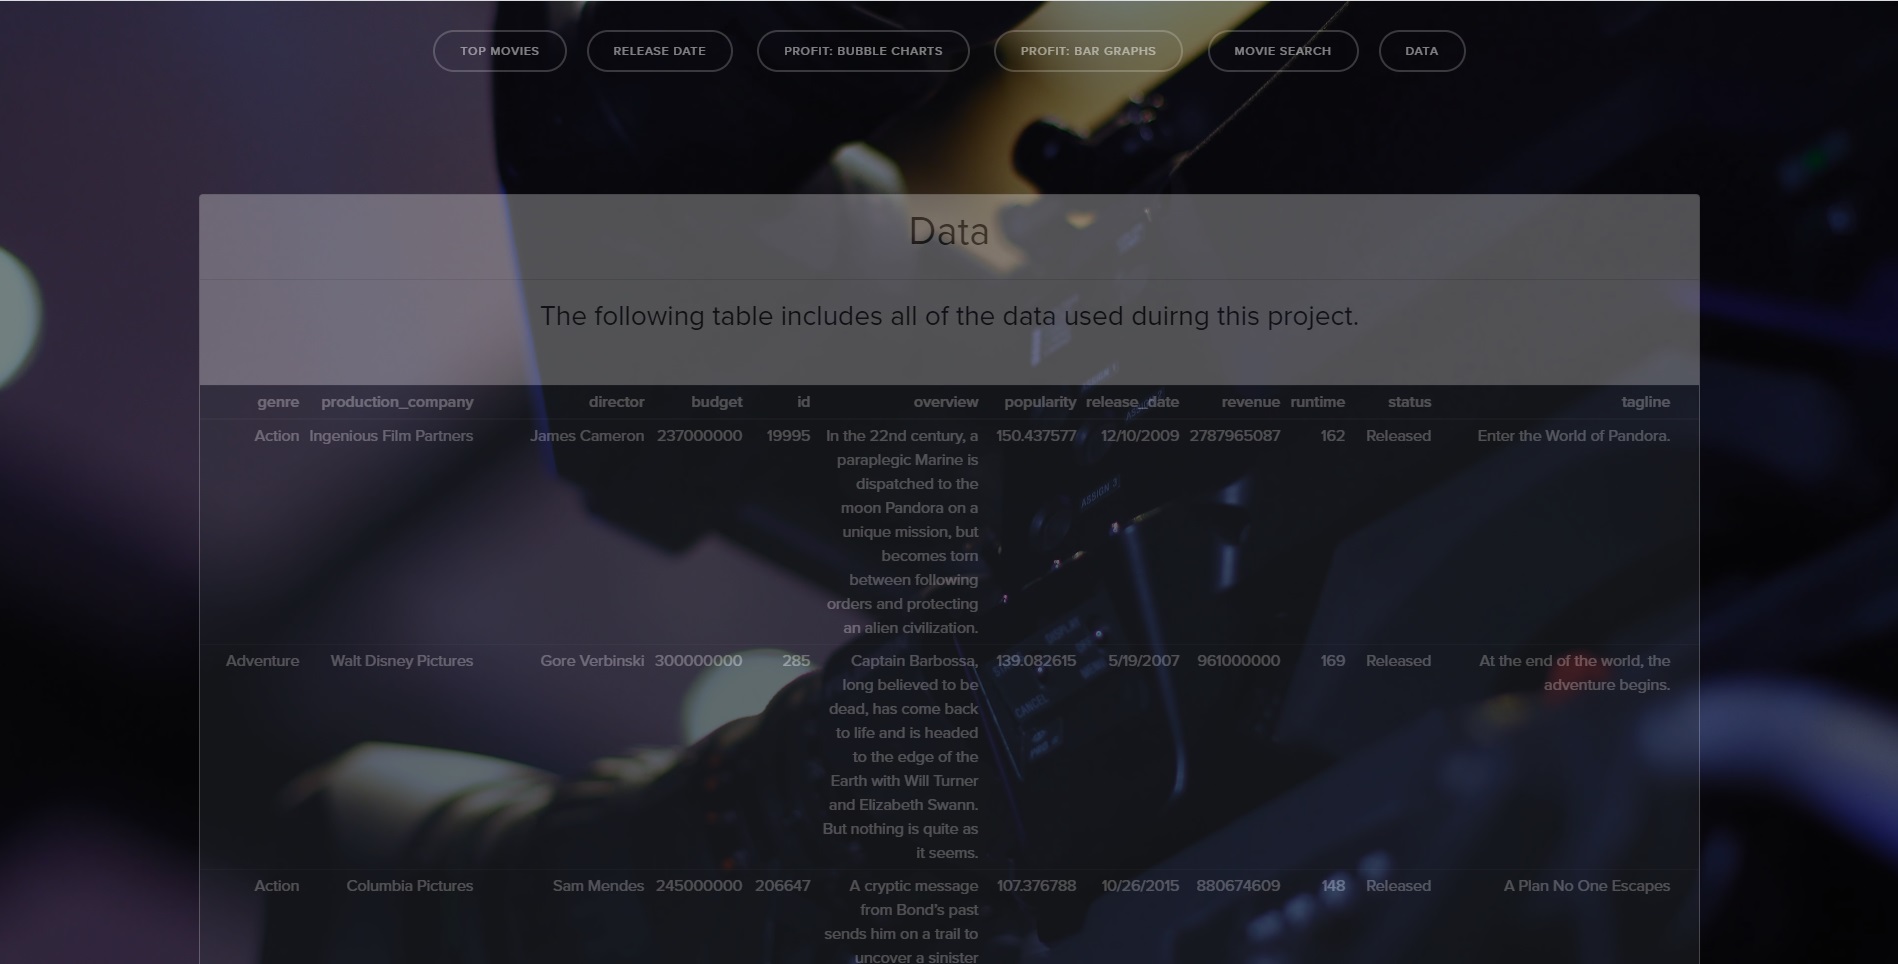 TOP MOVIES RELEASE DATE PROFIT: BUBBLE CHARTS PROFIT: BAR GRAPHS MOVIE SEARCH DATA
Data
The following table includes all of the data used duirng this project.
genre production_company director budget id overview popularity release_date revenue runtime status tagline
Action Ingenious Film Partners James Cameron 237000000 19995 In the 22nd century, a 150.437577 12/10/2009 2787965087 162 Released Enter the World of Pandora.
paraplegic Marine is
dispatched to the
moon Pandora on a
unique mission, but
becomes torn
between following
orders and protecting
an alien civilization.
Adventure Walt Disney Pictures Gore Verbinski 300000000 285 Captain Barbossa, 139.082615 5/19/2007 961000000 169 Released At the end of the world, the
long believed to be adventure begins.
dead, has come back
to life and is headed
to the edge of the
Earth with Will Turner
and Elizabeth Swann.
But nothing is quite as
it seems.
Action Columbia Pictures Sam Mendes 245000000 206647 A cryptic message 107.376788 10/26/2015 880674609 148 Released A Plan No One Escapes
from Bond's past
sends him on a trail to
uncover a sinister
ASSIGN 2
DISPLAY
MENU
CANCEL